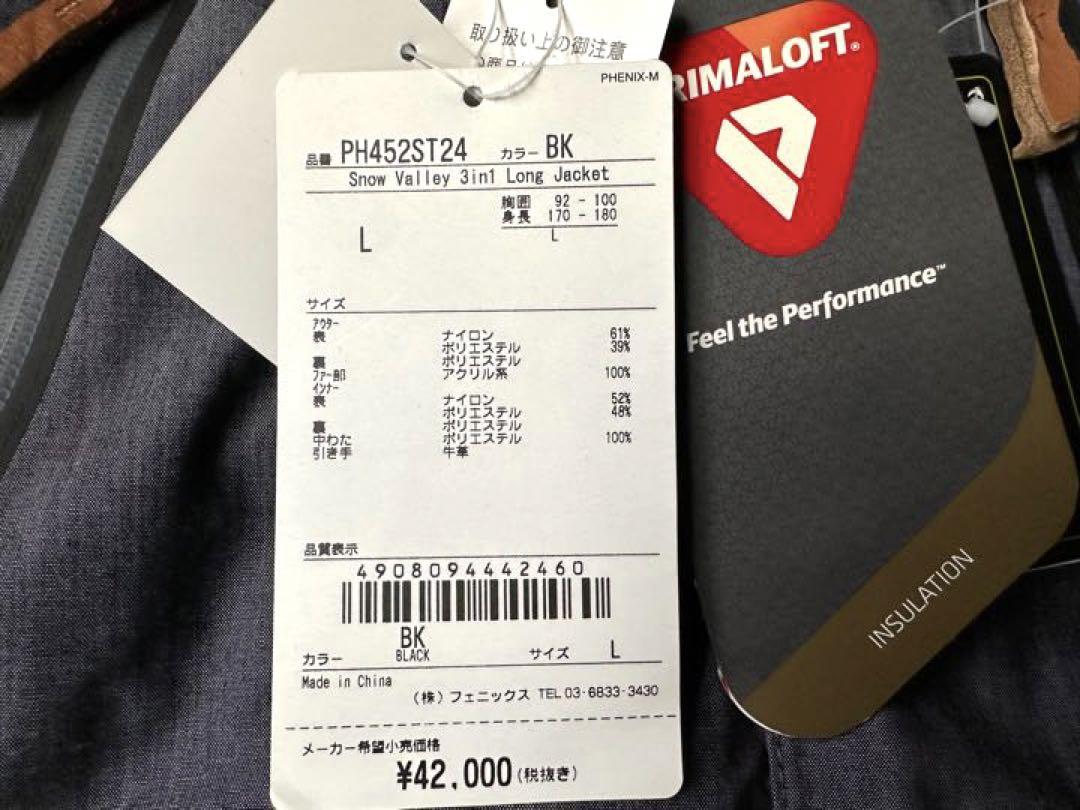 取り扱い上の御注意
PHENIX-M
品番 PH452ST24 カラー BK
Snow Valley 3in1 Long Jacket
胸囲 92 - 100
身長 170 - 180
L
L
サイズ
アウター
表 ナイロン 61%
ポリエステル 39%
裏 ポリエステル
ファー部 アクリル系 100%
インナー
表 ナイロン 52%
ポリエステル 48%
裏 ポリエステル
中わた ポリエステル 100%
引き手 牛革
品質表示
4908094442460
カラー BK サイズ L
BLACK
Made in China
(株)フェニックス TEL 03-6833-3430
メーカー希望小売価格
¥42,000(税抜き)
RIMALOFT®
Feel the Performance™
INSULATION